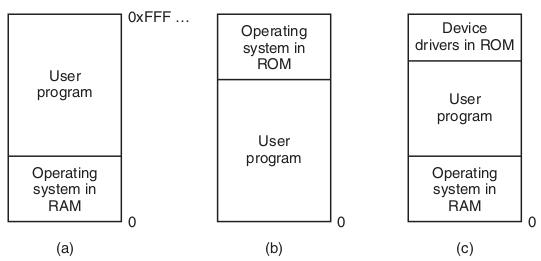 0xFFF ...
User
program
Operating
system in
RAM
0
(a)
Operating
system in
ROM
User
program
0
(b)
Device
drivers in ROM
User
program
Operating
system in
RAM
0
(c)